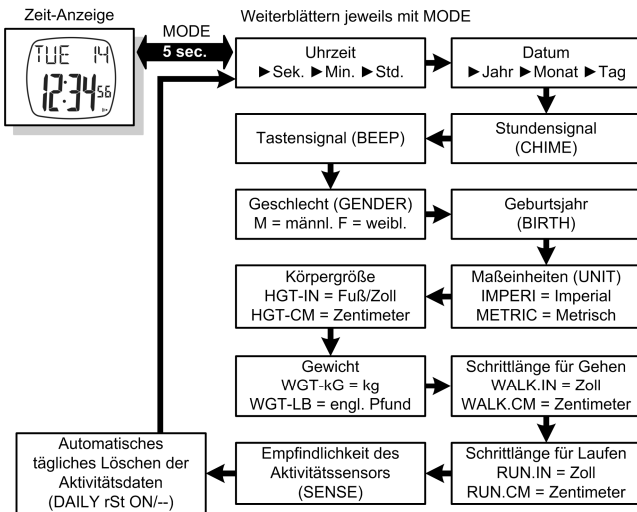 Zeit-Anzeige
MODE
5 sec.
Weiterblättern jeweils mit MODE
TUE 14
12:34 56
Uhrzeit
►Sek. ►Min. ►Std.
Datum
►Jahr ►Monat ►Tag
Stundensignal
(CHIME)
Tastensignal (BEEP)
Geschlecht (GENDER)
M = männl. F = weibl.
Geburtsjahr
(BIRTH)
Maßeinheiten (UNIT)
IMPERI = Imperial
METRIC = Metrisch
Körpergröße
HGT-IN = Fuß/Zoll
HGT-CM = Zentimeter
Gewicht
WGT-kG = kg
WGT-LB = engl. Pfund
Schrittlänge für Gehen
WALK.IN = Zoll
WALK.CM = Zentimeter
Schrittlänge für Laufen
RUN.IN = Zoll
RUN.CM = Zentimeter
Empfindlichkeit des
Aktivitätssensors
(SENSE)
Automatisches
tägliches Löschen der
Aktivitätsdaten
(DAILY rSt ON/--)